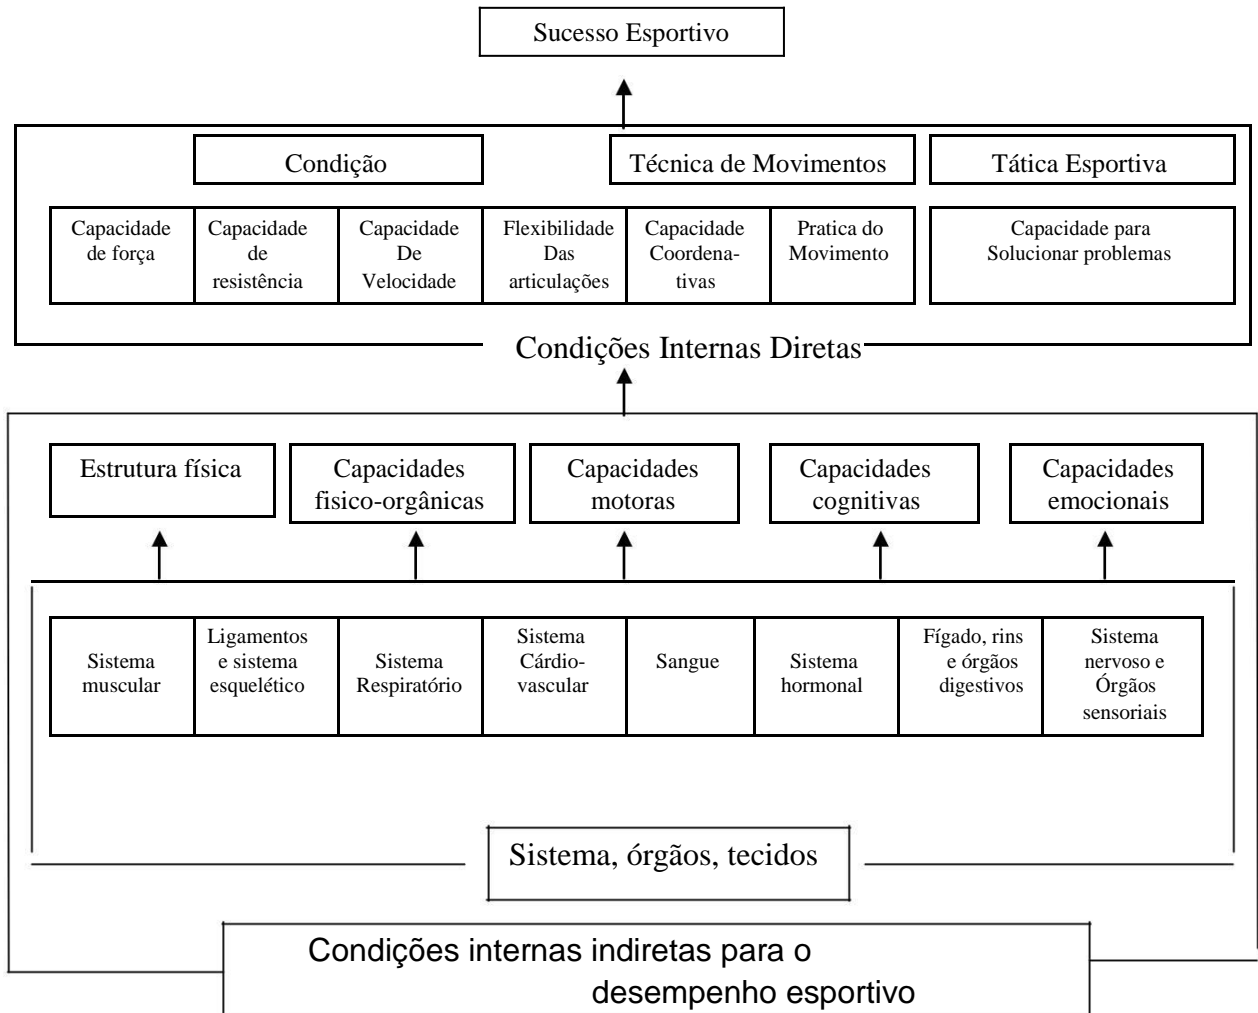 Sucesso Esportivo
Condição
Técnica de Movimentos
Tática Esportiva
Capacidade
de força
Capacidade
de
resistência
Capacidade
De
Velocidade
Flexibilidade
Das
articulações
Capacidade
Coordena-
tivas
Pratica do
Movimento
Capacidade para
Solucionar problemas
Condições Internas Diretas
Estrutura física
Capacidades
fisico-orgânicas
Capacidades
motoras
Capacidades
cognitivas
Capacidades
emocionais
Sistema
muscular
Ligamentos
e sistema
esquelético
Sistema
Respiratório
Sistema
Cárdio-
vascular
Sangue
Sistema
hormonal
Fígado, rins
e órgãos
digestivos
Sistema
nervoso e
Órgãos
sensoriais
Sistema, órgãos, tecidos
Condições internas indiretas para o
desempenho esportivo